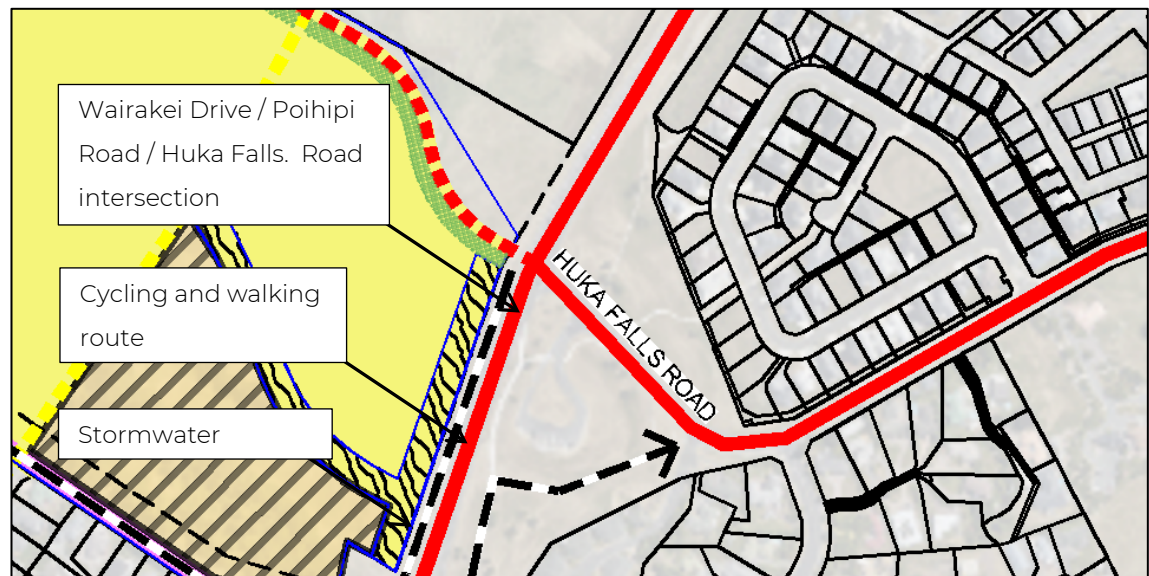 Wairakei Drive / Poihipi
Road / Huka Falls.  Road
intersection
Cycling and walking
route
Stormwater
HUKA FALLS ROAD